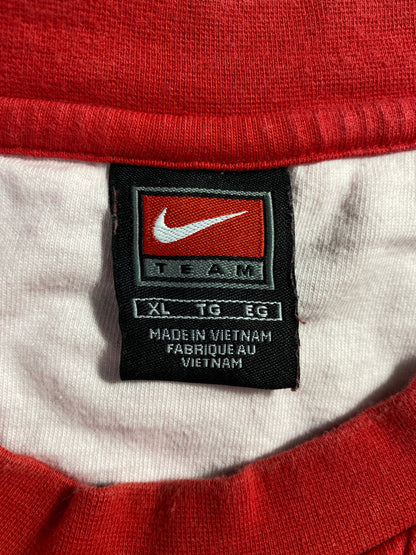 TEAM
XL TG EG
MADE IN VIETNAM
FABRIQUE AU
VIETNAM